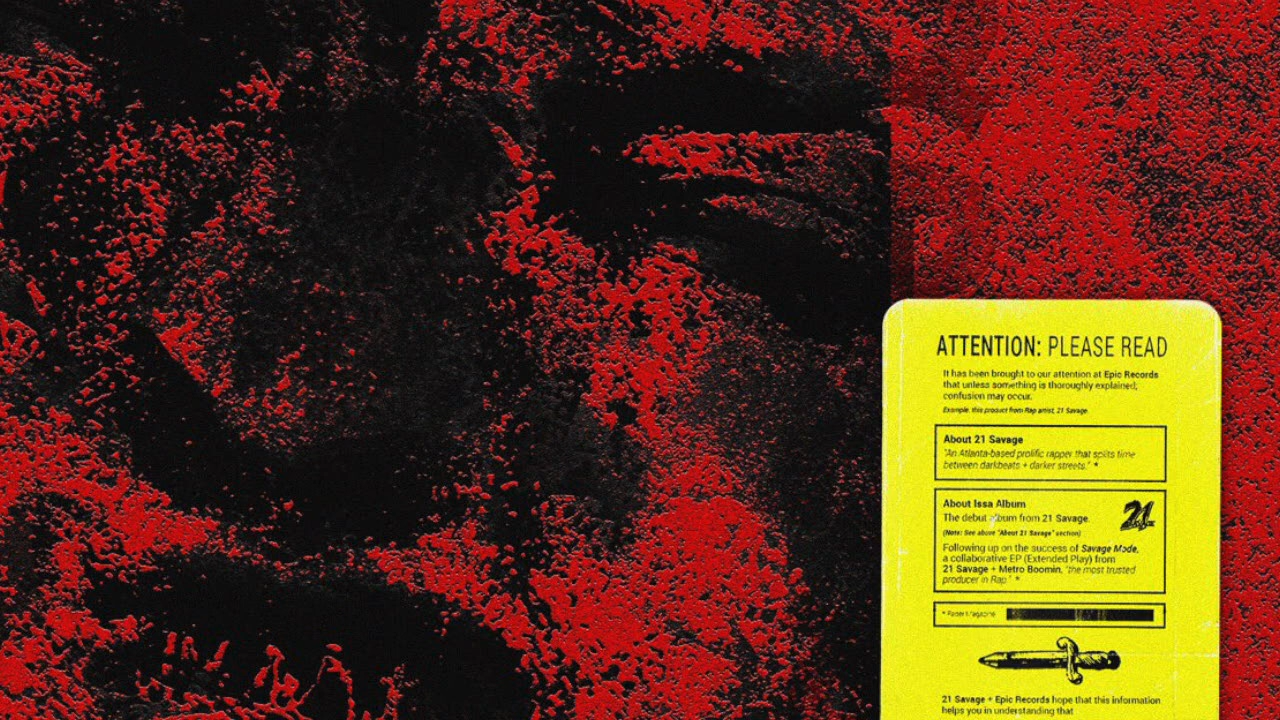 ATTENTION: PLEASE READ
It has been brought to our attention at Epic Records
that unless something is thoroughly explained;
confusion may occur.
Example: this product from Rap artist, 21 Savage.
About 21 Savage
"An Atlanta-based prolific rapper that splits time
between darkbeats + darker streets." *
About Issa Album
21
The debut album from 21 Savage.
(Note: See above "About 21 Savage" section)
Following up on the success of Savage Mode,
a collaborative EP (Extended Play) from
21 Savage + Metro Boomin, "the most trusted
producer in Rap." *
21 Savage + Epic Records hope that this information
helps you in understanding that